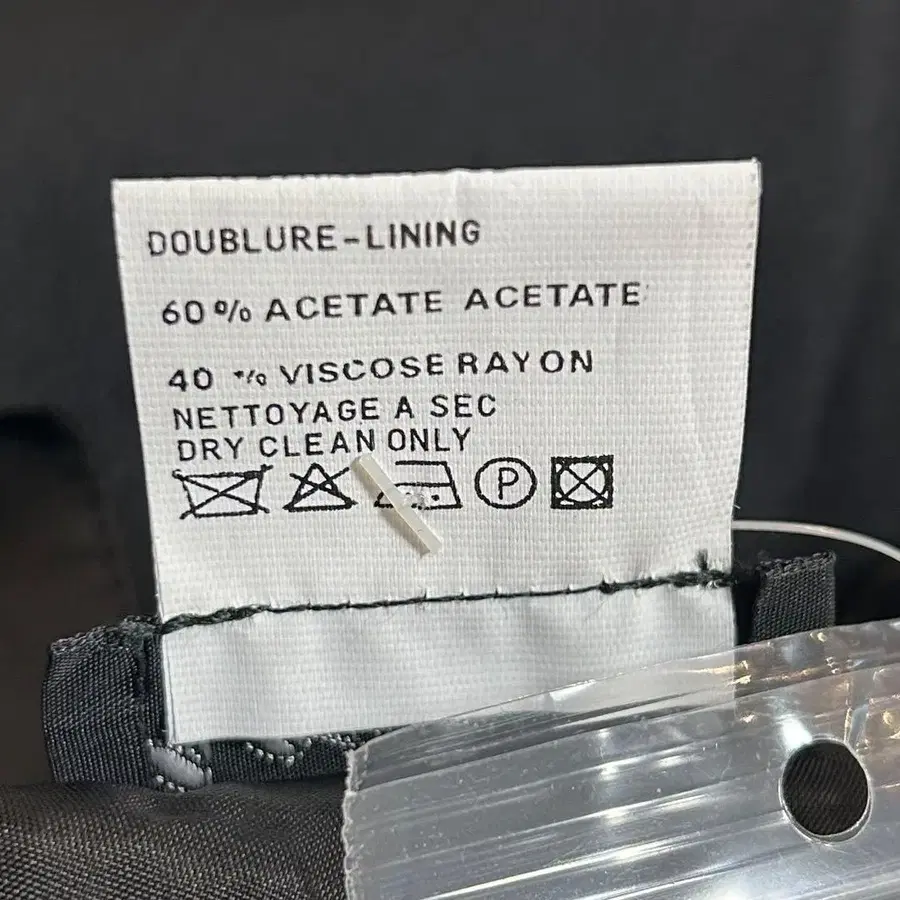 DOUBLURE-LINING
60% ACETATE ACETATE
40 % VISCOSE RAYON
NETTOYAGE A SEC
DRY CLEAN ONLY
P